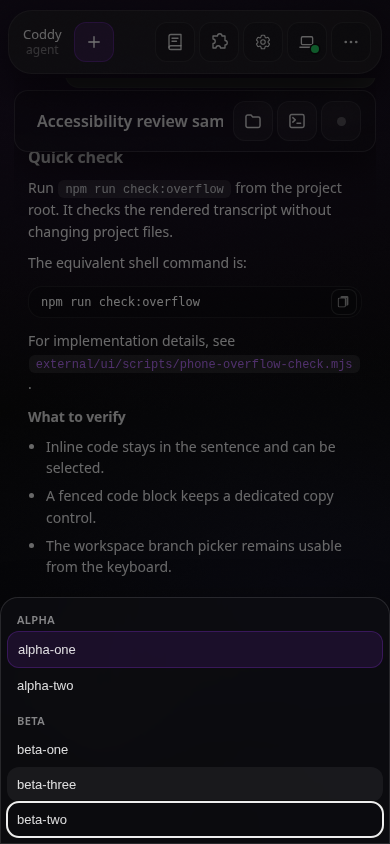 Coddy
agent
Accessibility review sam
Quick check
Run npm run check:overflow from the project
root. It checks the rendered transcript without
changing project files.
The equivalent shell command is:
npm run check:overflow
For implementation details, see
external/ui/scripts/phone-overflow-check.mjs
.
What to verify
Inline code stays in the sentence and can be
selected.
A fenced code block keeps a dedicated copy
control.
The workspace branch picker remains usable
from the keyboard.
ALPHA
alpha-one
alpha-two
BETA
beta-one
beta-three
beta-two